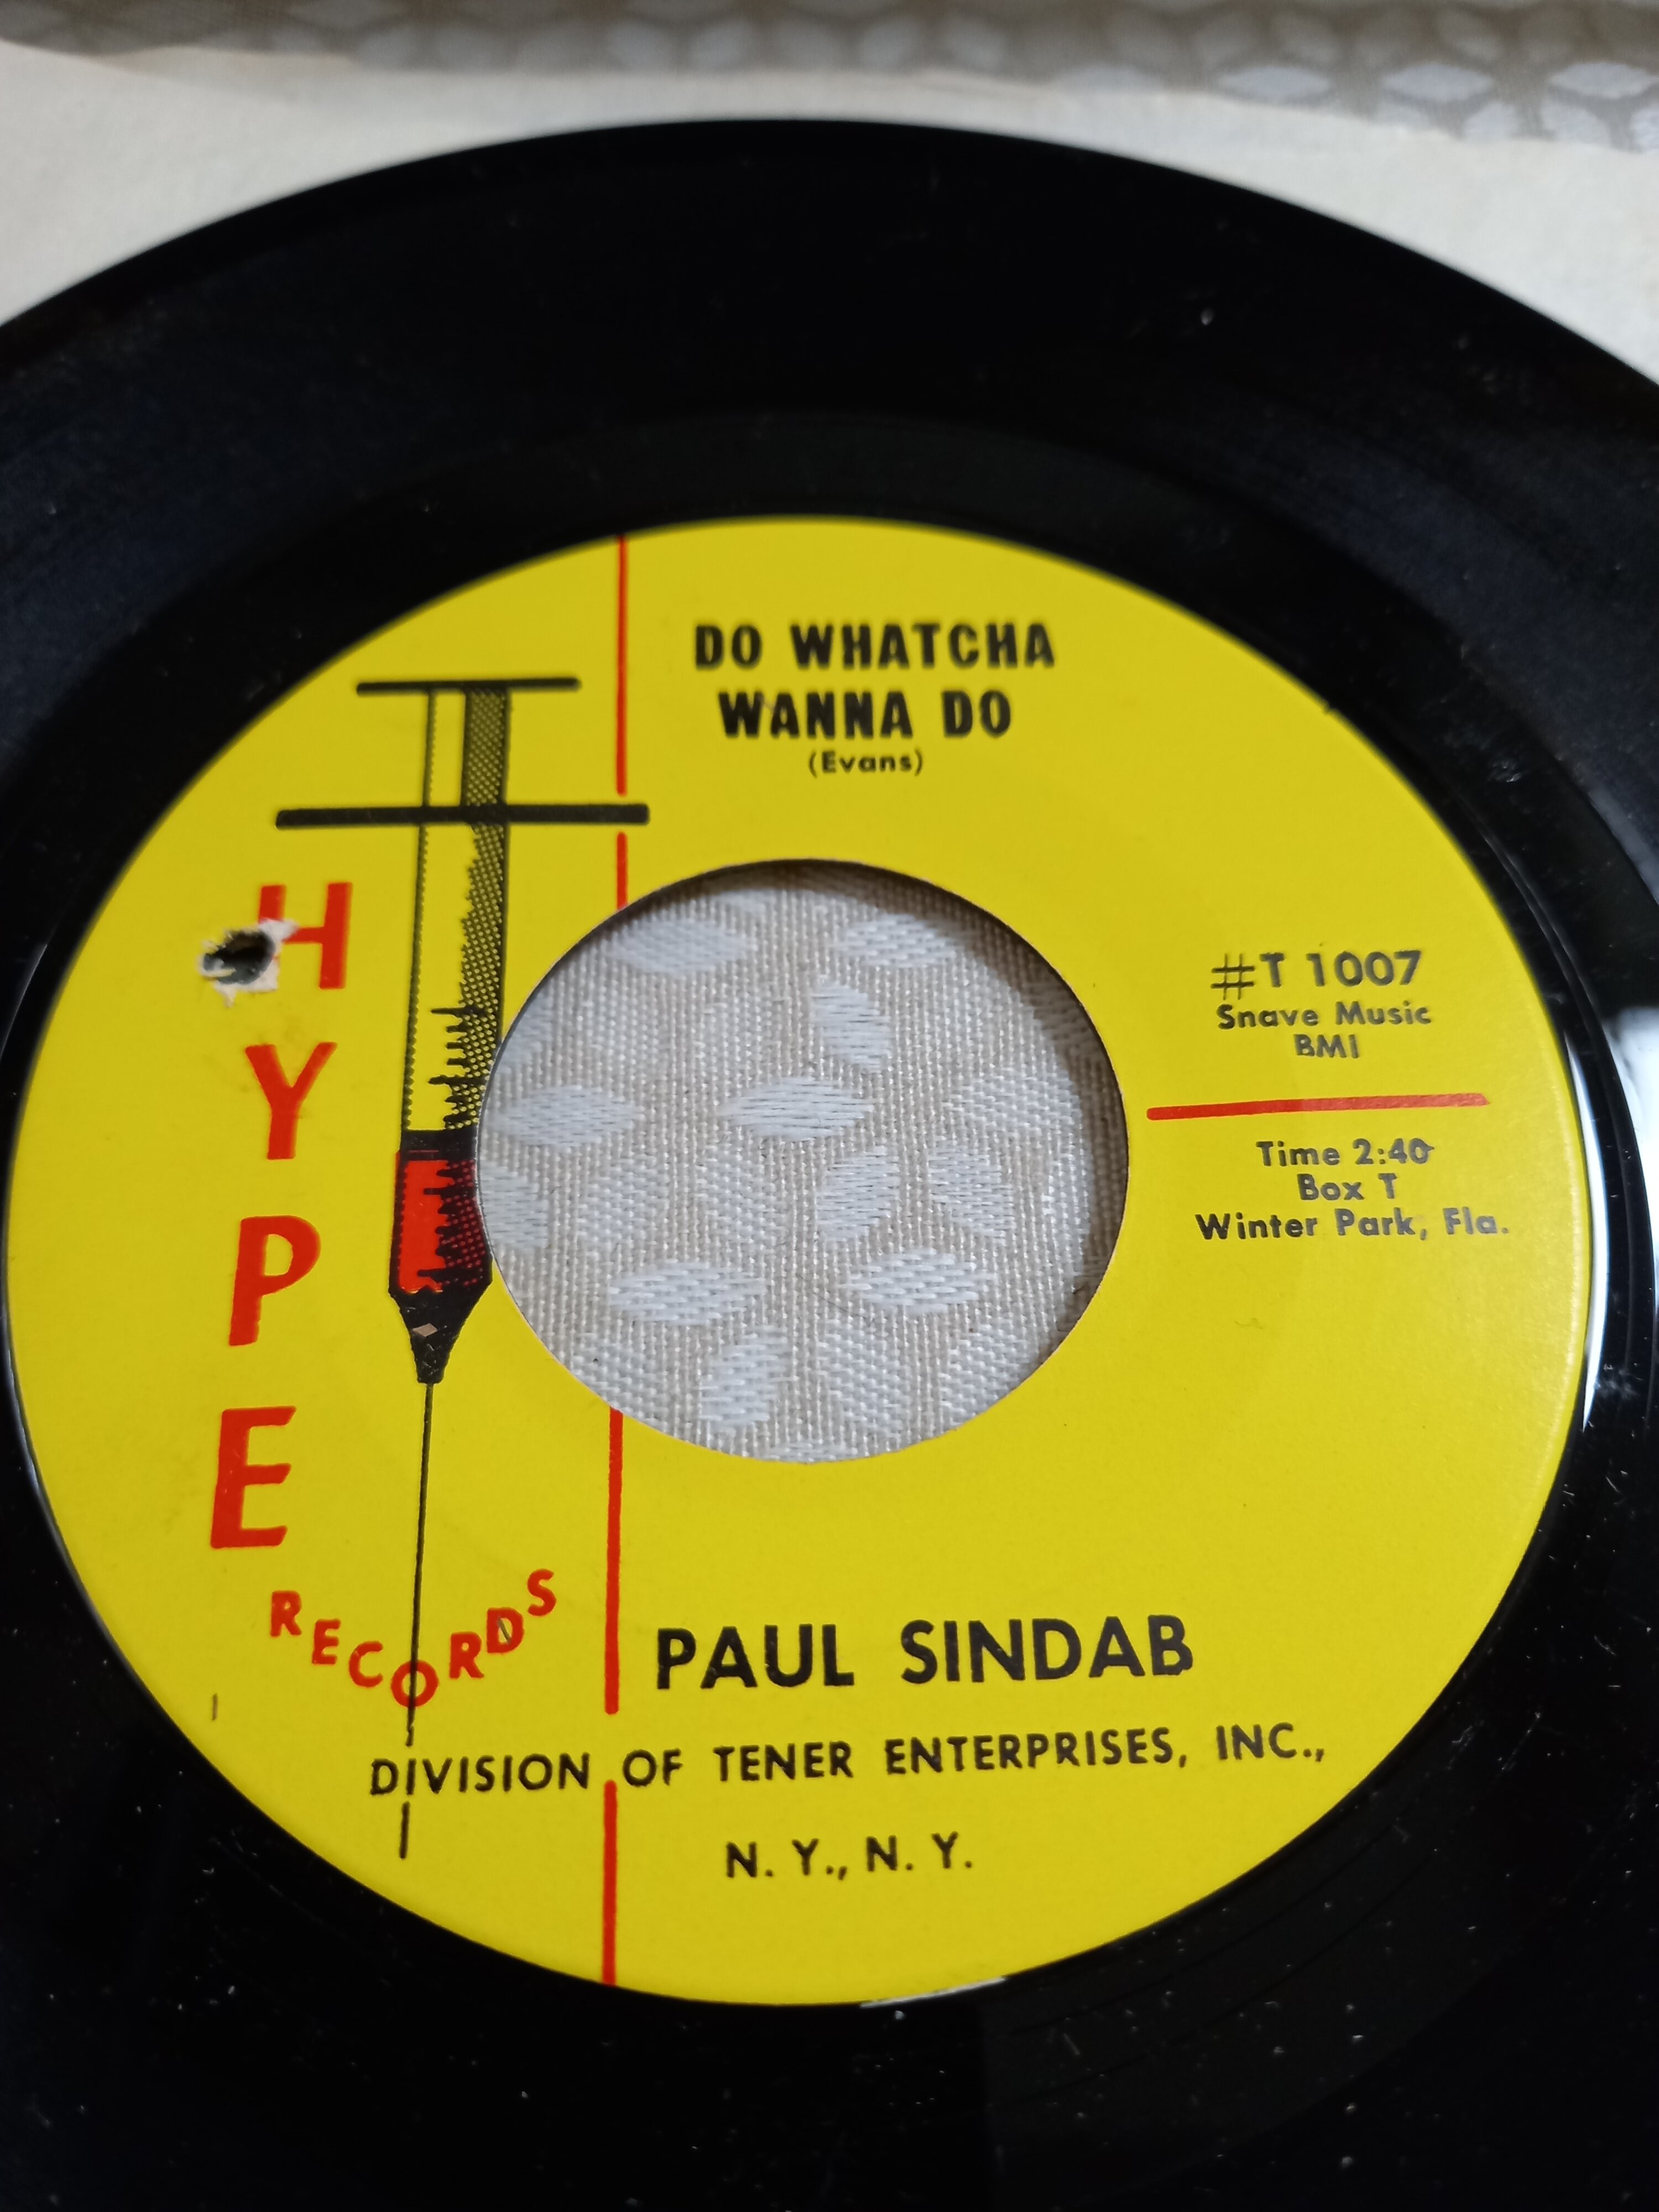 DO WHATCHA
WANNA DO
(Evans)
HYPE
RECORDS
#T 1007
Snave Music
BMI
Time 2:40
Box T
Winter Park, Fla.
PAUL SINDAB
DIVISION OF TENER ENTERPRISES, INC.,
N. Y., N. Y.